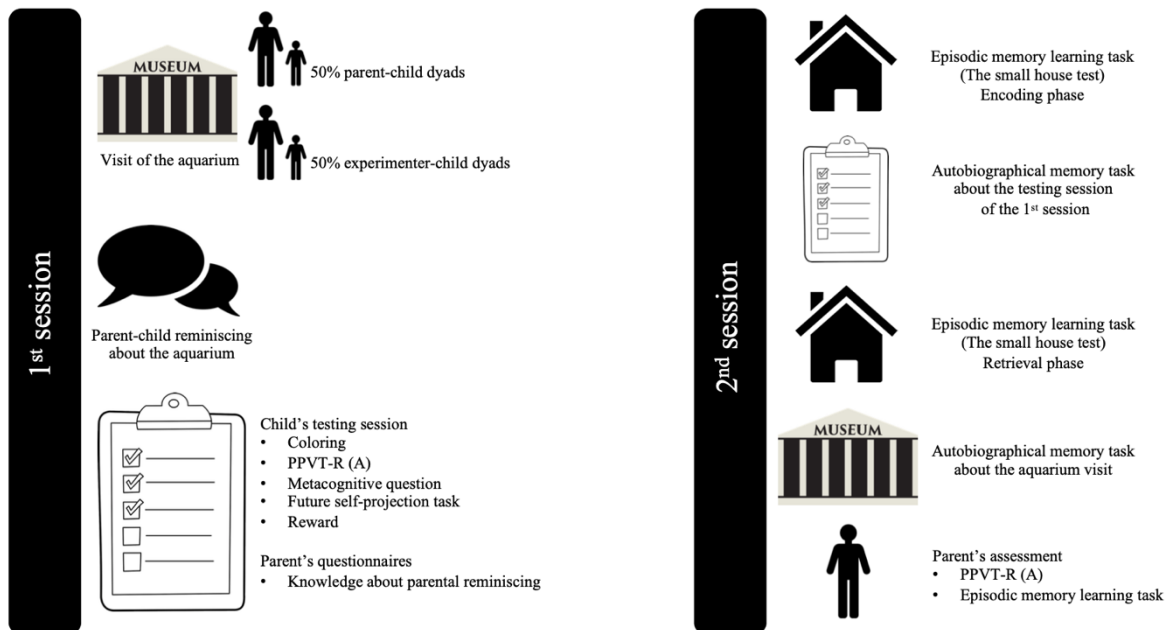 1st session
MUSEUM
Visit of the aquarium
50% parent-child dyads
50% experimenter-child dyads
Parent-child reminiscing
about the aquarium
Child’s testing session
• Coloring
• PPVT-R (A)
• Metacognitive question
• Future self-projection task
• Reward
Parent’s questionnaires
• Knowledge about parental reminiscing
2nd session
Episodic memory learning task
(The small house test)
Encoding phase
Autobiographical memory task
about the testing session
of the 1st session
Episodic memory learning task
(The small house test)
Retrieval phase
MUSEUM
Autobiographical memory task
about the aquarium visit
Parent’s assessment
• PPVT-R (A)
• Episodic memory learning task